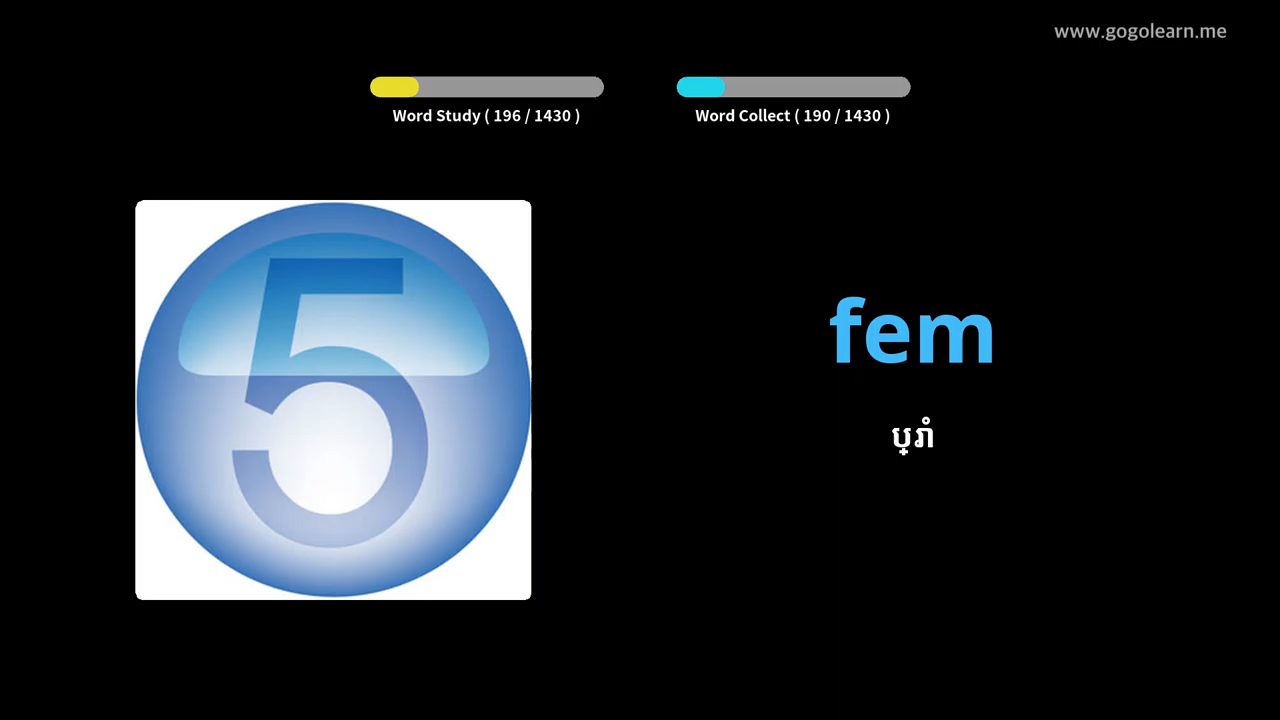 www.gogolearn.me
Word Study ( 196 / 1430 )
Word Collect ( 190 / 1430 )
5
fem
ប្រាំ